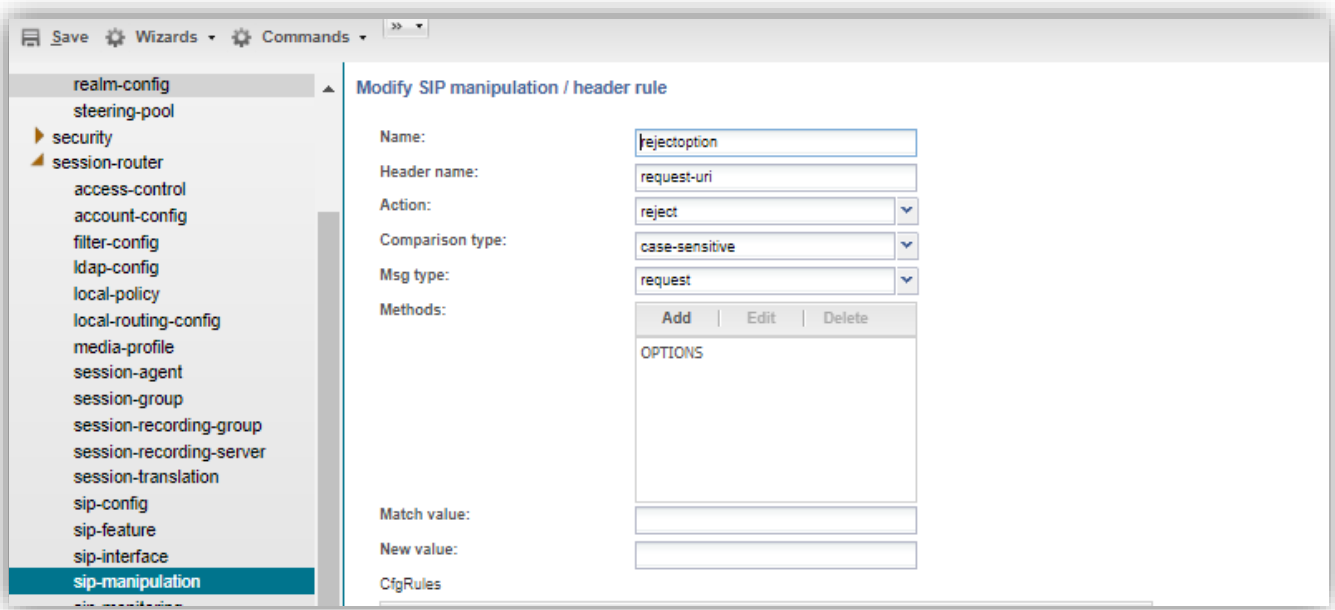 Save Wizards Commands »
realm-config
steering-pool
security
session-router
access-control
account-config
filter-config
ldap-config
local-policy
local-routing-config
media-profile
session-agent
session-group
session-recording-group
session-recording-server
session-translation
sip-config
sip-feature
sip-interface
sip-manipulation
sip-monitoring
Modify SIP manipulation / header rule
Name: rejectoption
Header name: request-uri
Action: reject
Comparison type: case-sensitive
Msg type: request
Methods: Add | Edit | Delete
OPTIONS
Match value:
New value:
CfgRules